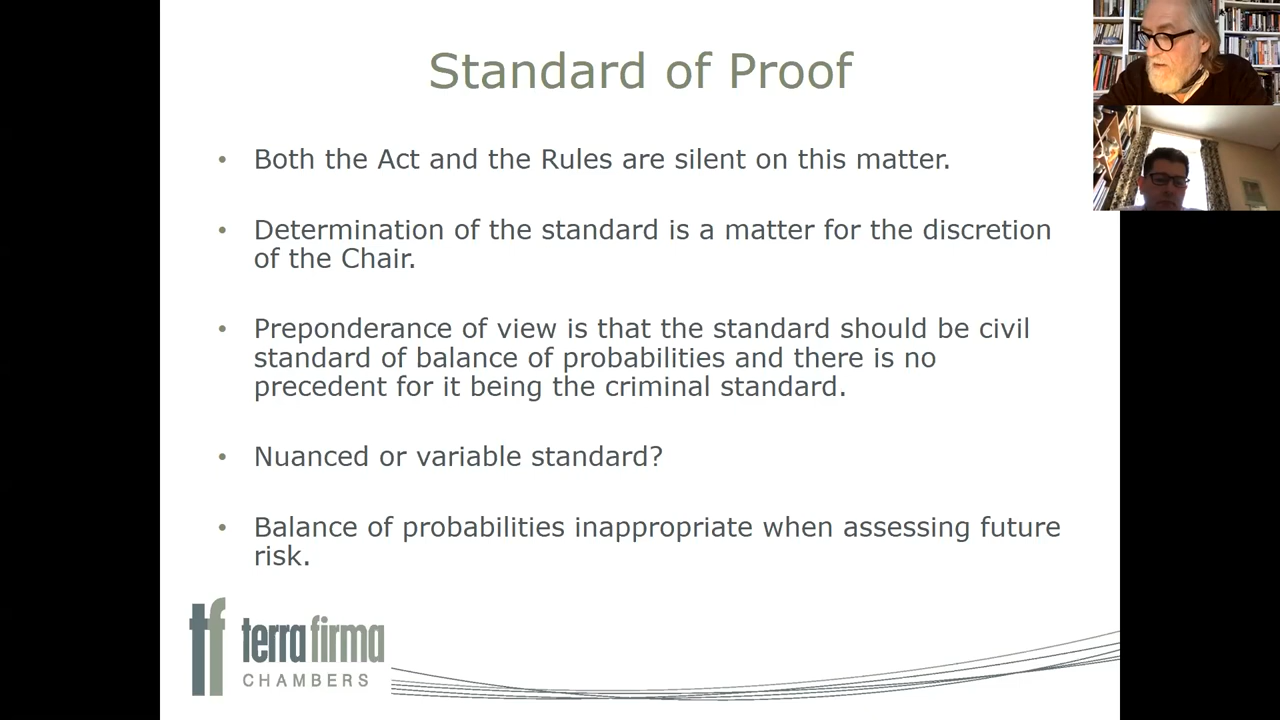 Standard of Proof
• Both the Act and the Rules are silent on this matter.
• Determination of the standard is a matter for the discretion
of the Chair.
• Preponderance of view is that the standard should be civil
standard of balance of probabilities and there is no
precedent for it being the criminal standard.
• Nuanced or variable standard?
• Balance of probabilities inappropriate when assessing future
risk.
tf terra firma
CHAMBERS